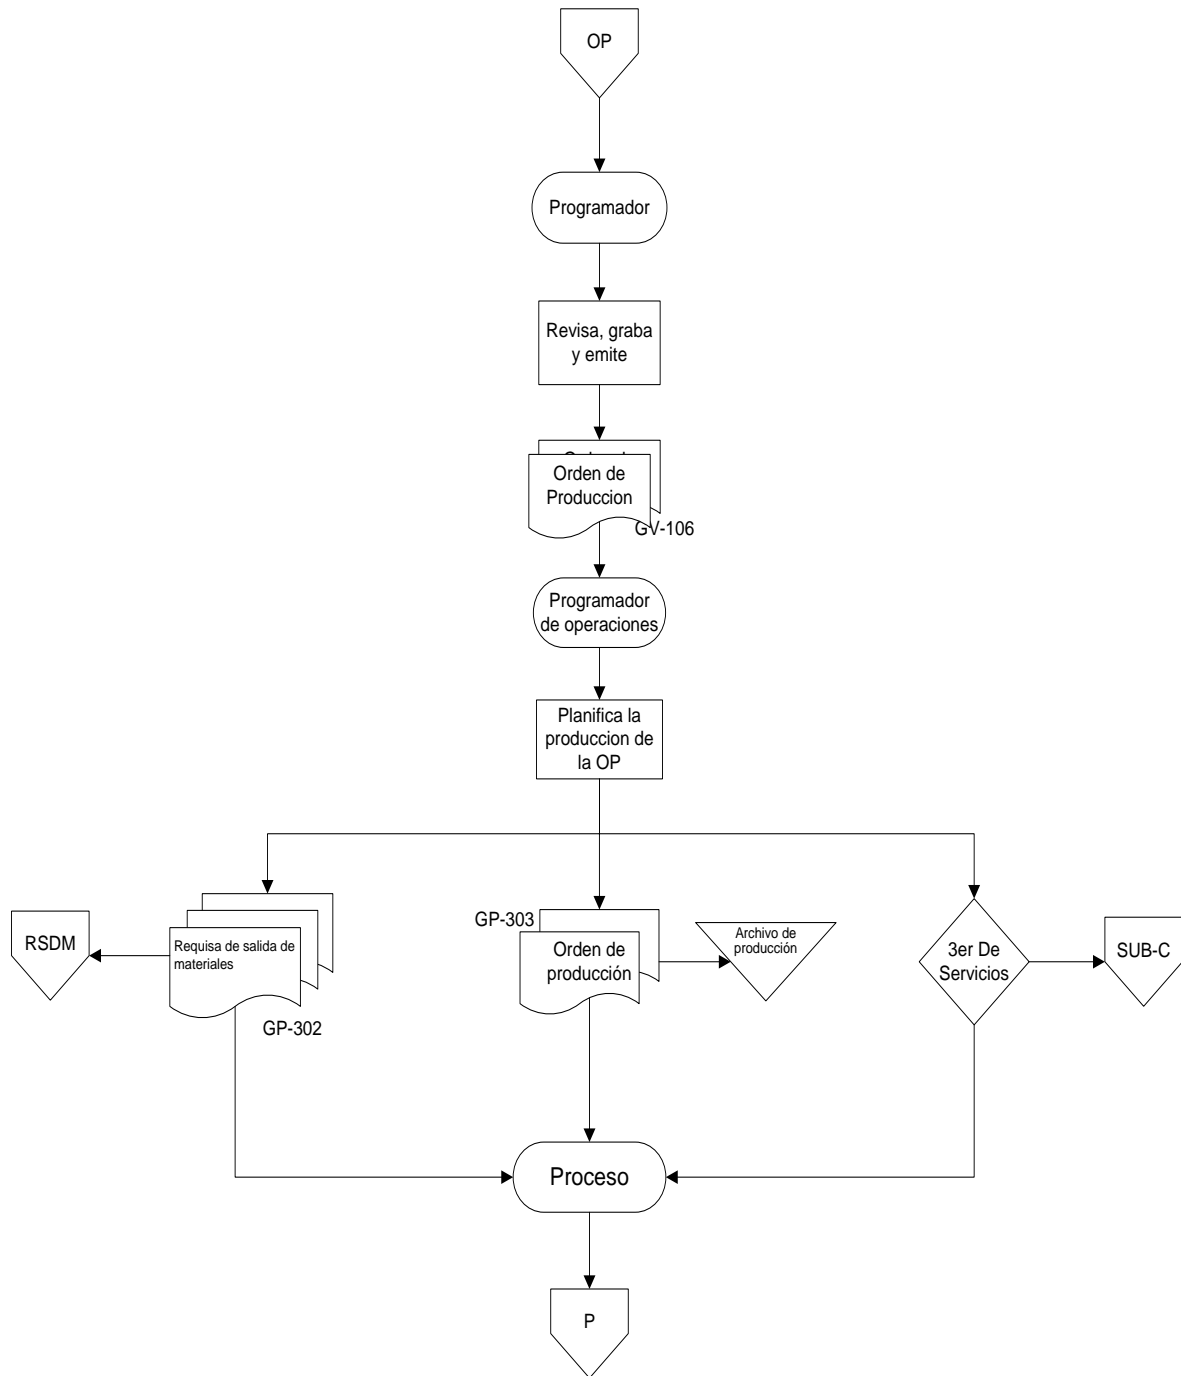 OP
Programador
Revisa, graba
y emite
Orden de
Produccion
GV-106
Programador
de operaciones
Planifica la
produccion de
la OP
RSDM
Requisa de salida de
materiales
GP-302
GP-303
Orden de
producción
Archivo de
producción
3er De
Servicios
SUB-C
Proceso
P